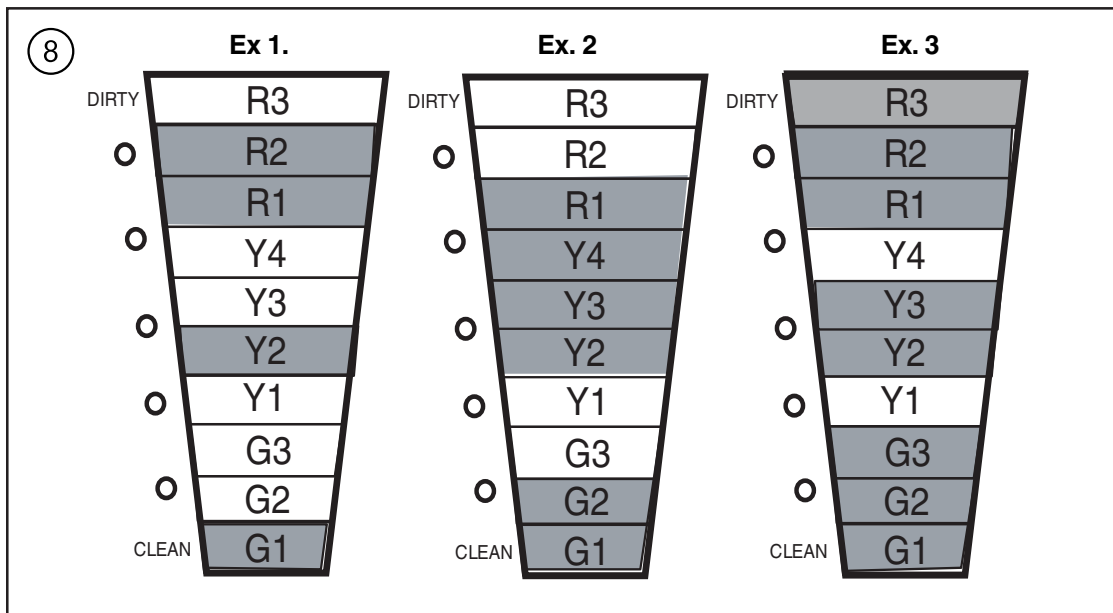 8
Ex 1.
Ex. 2
Ex. 3
DIRTY
R3
R2
R1
Y4
Y3
Y2
Y1
G3
G2
CLEAN
G1
DIRTY
R3
R2
R1
Y4
Y3
Y2
Y1
G3
G2
CLEAN
G1
DIRTY
R3
R2
R1
Y4
Y3
Y2
Y1
G3
G2
CLEAN
G1